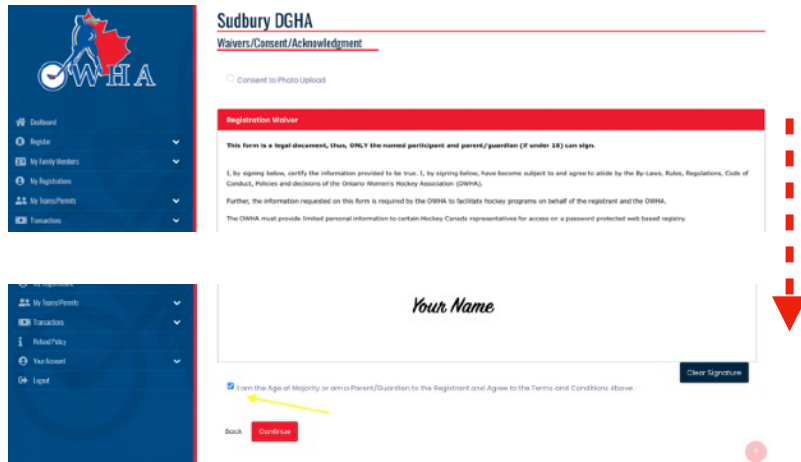 Sudbury DGHA
Waivers/Consent/Acknowledgment
OWHA
Consent to Photo Upload
Dashboard
Register
My Family Members
My Registrations
My Teams/Permits
Transactions
Registration Waiver
This form is a legal document, thus, ONLY the named participant and parent/guardian (if under 18) can sign.
I, by signing below, certify the information provided to be true. I, by signing below, have become subject to and agree to abide by the By-Laws, Rules, Regulations, Code of
Conduct, Policies and decisions of the Ontario Women's Hockey Association (OWHA).
Further, the information requested on this form is required by the OWHA to facilitate hockey programs on behalf of the registrant and the OWHA.
The OWHA must provide limited personal information to certain Hockey Canada representatives for access on a password protected web based registry.
My Registrations
My Teams/Permits
Transactions
Refund Policy
Your Account
Logout
Your Name
Clear Signature
I am the Age of Majority or am a Parent/Guardian to the Registrant and Agree to the Terms and Conditions Above
Back
Continue